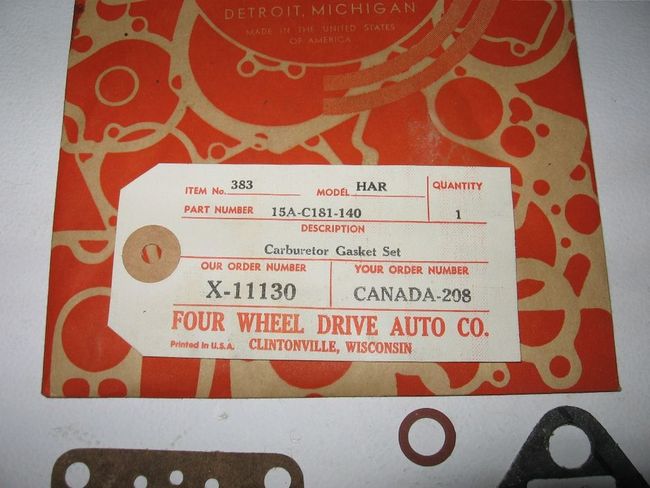 DETROIT, MICHIGAN
MADE IN THE UNITED STATES
OF AMERICA
ITEM No. 383 MODEL HAR QUANTITY
PART NUMBER 15A-C181-140 1
DESCRIPTION
Carburetor Gasket Set
OUR ORDER NUMBER YOUR ORDER NUMBER
X-11130 CANADA-208
FOUR WHEEL DRIVE AUTO CO.
Printed in U.S.A. CLINTONVILLE, WISCONSIN